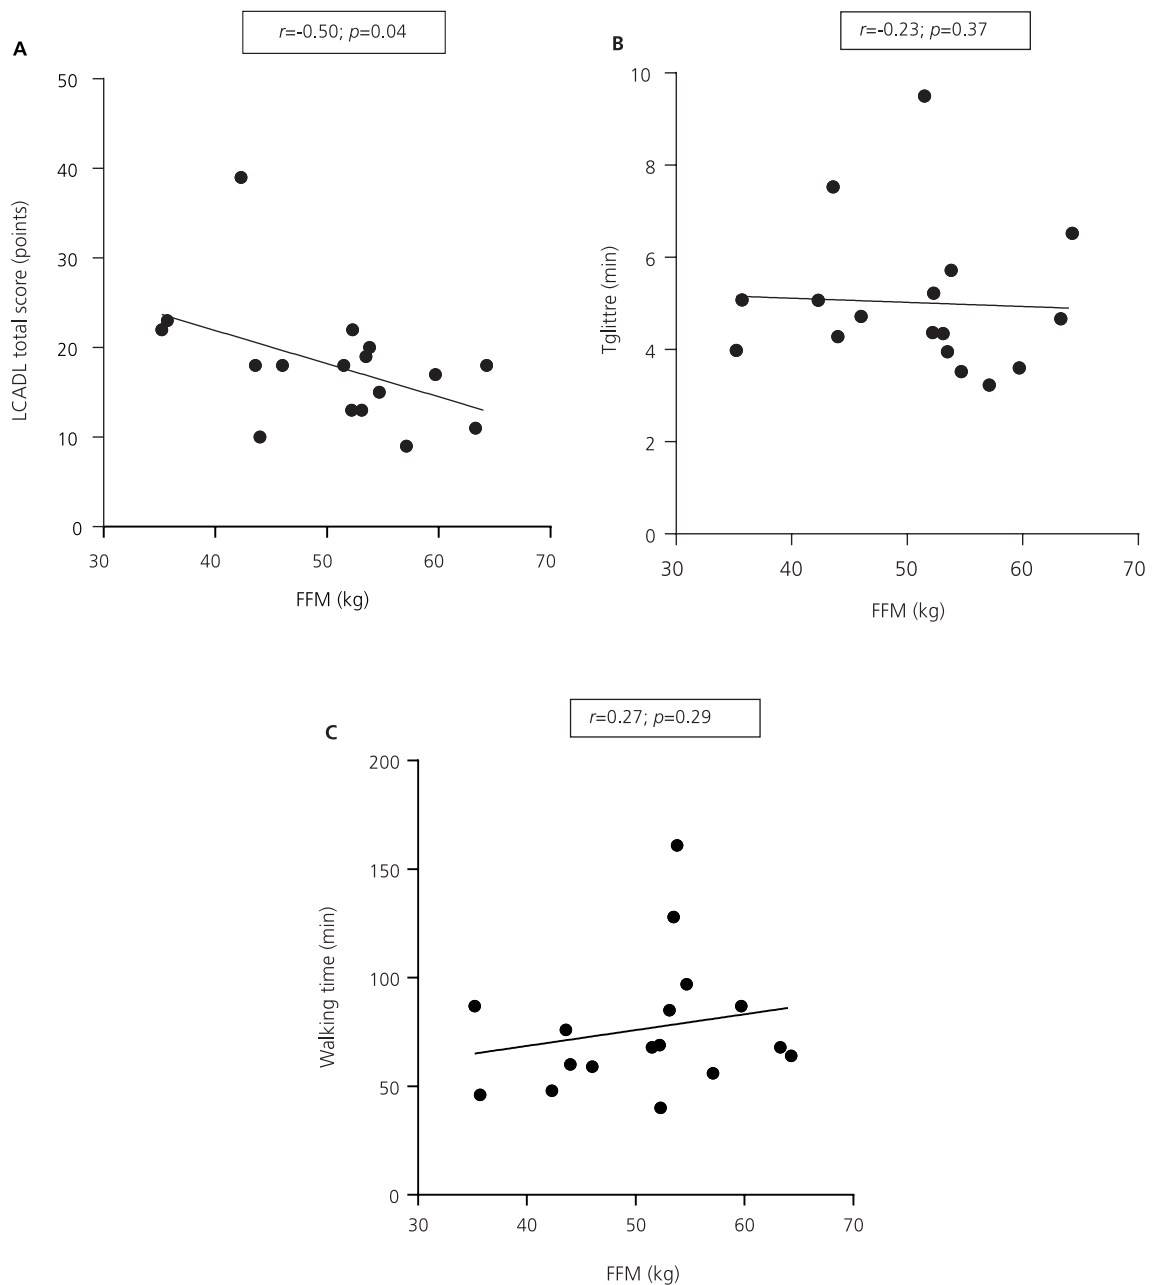 A
r=-0.50; p=0.04
50
40
30
20
10
0
LCADL total score (points)
30 40 50 60 70
FFM (kg)
B
r=-0.23; p=0.37
10
8
6
4
2
0
Tglittre (min)
30 40 50 60 70
FFM (kg)
C
r=0.27; p=0.29
200
150
100
50
0
Walking time (min)
30 40 50 60 70
FFM (kg)